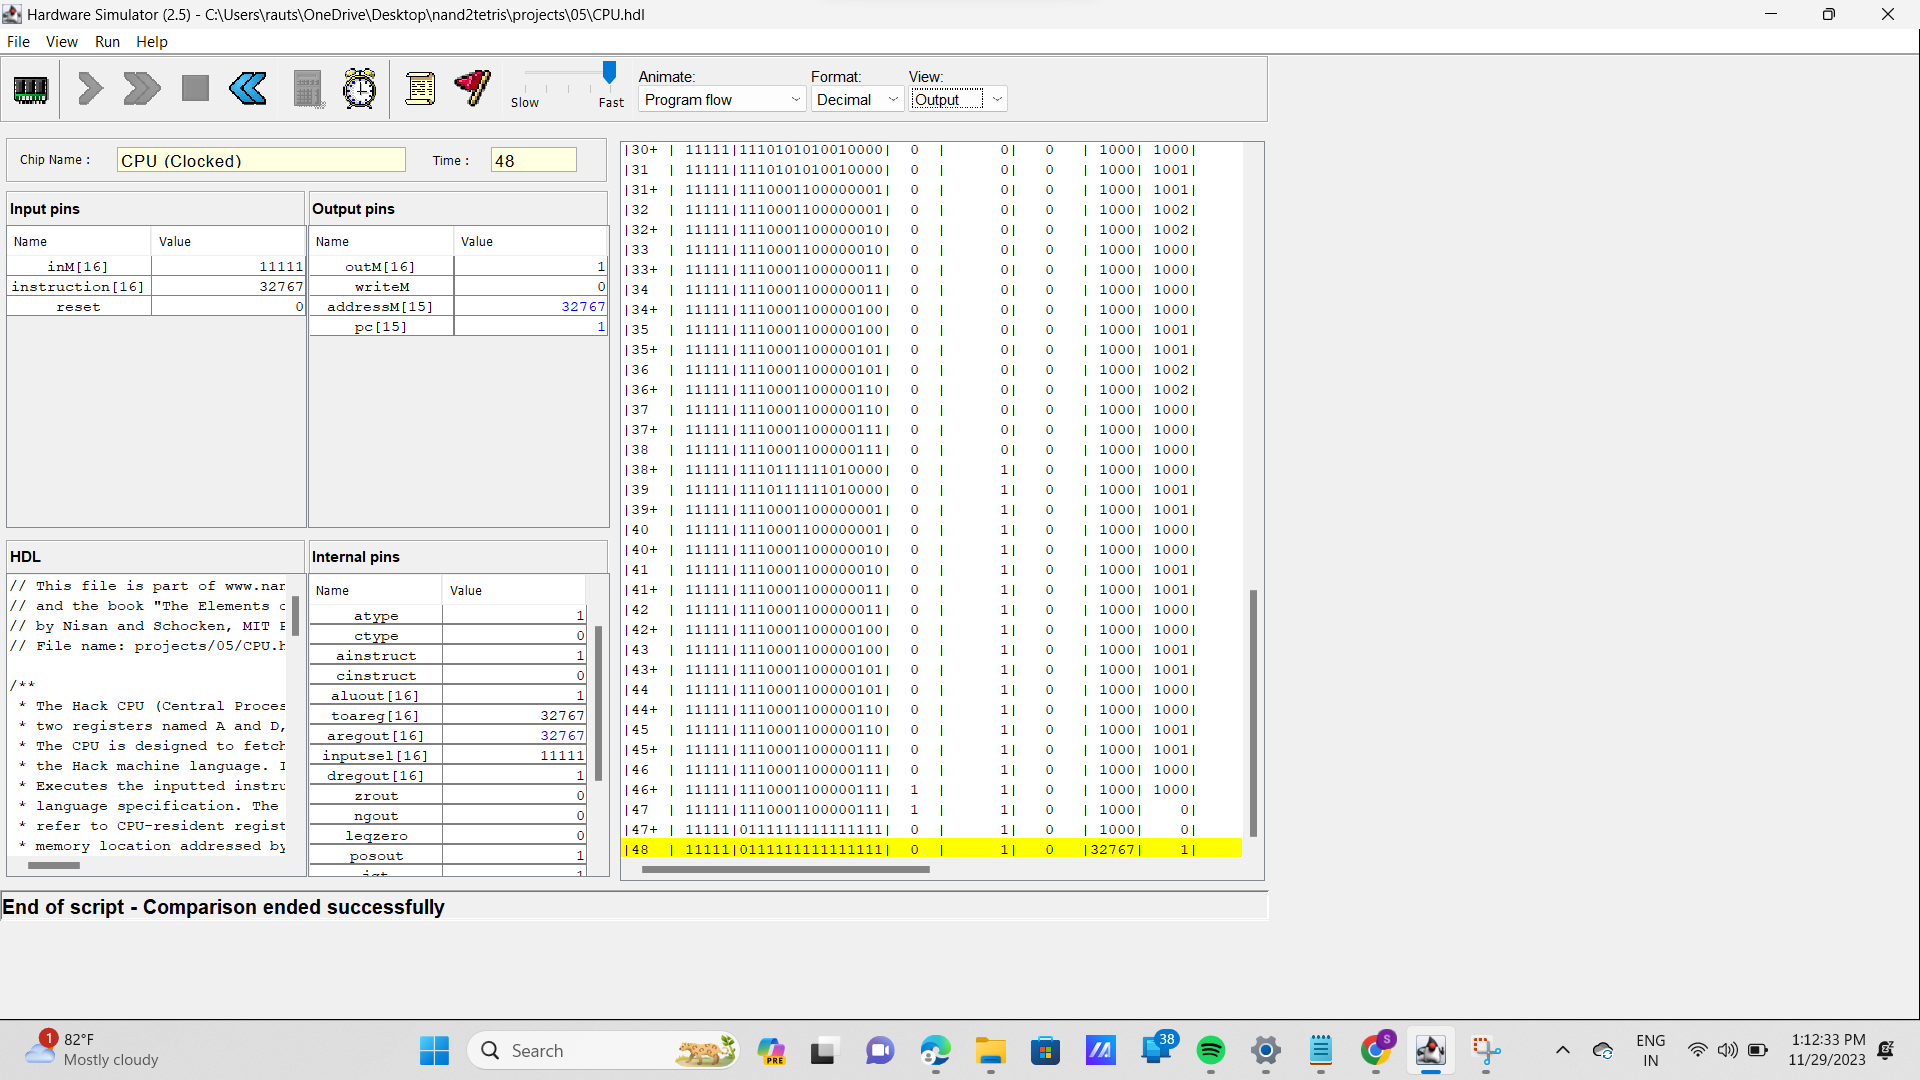 Hardware Simulator (2.5) - C:\Users\rauts\OneDrive\Desktop\nand2tetris\projects\05\CPU.hdl
File View Run Help
Slow Fast
Animate: Format: View:
Program flow Decimal Output
Chip Name : CPU (Clocked) Time : 48
Input pins
Name Value
inM[16] 11111
instruction[16] 32767
reset 0
Output pins
Name Value
outM[16] 1
writeM 0
addressM[15] 32767
pc[15] 1
HDL
// This file is part of www.nan
// and the book "The Elements o
// by Nisan and Schocken, MIT P
// File name: projects/05/CPU.h
/**
* The Hack CPU (Central Proces
* two registers named A and D,
* The CPU is designed to fetch
* the Hack machine language. I
* Executes the inputted instru
* language specification. The
* refer to CPU-resident regist
* memory location addressed by
Internal pins
Name Value
atype 1
ctype 0
ainstruct 1
cinstruct 0
aluout[16] 1
toareg[16] 32767
aregout[16] 32767
inputsel[16] 11111
dregout[16] 1
zrout 0
ngout 0
leqzero 0
posout 1
|30+ | 11111|1110101010010000| 0 | 0| 0 | 1000| 1000|
|31 | 11111|1110101010010000| 0 | 0| 0 | 1000| 1001|
|31+ | 11111|1110001100000001| 0 | 0| 0 | 1000| 1001|
|32 | 11111|1110001100000001| 0 | 0| 0 | 1000| 1002|
|32+ | 11111|1110001100000010| 0 | 0| 0 | 1000| 1002|
|33 | 11111|1110001100000010| 0 | 0| 0 | 1000| 1000|
|33+ | 11111|1110001100000011| 0 | 0| 0 | 1000| 1000|
|34 | 11111|1110001100000011| 0 | 0| 0 | 1000| 1000|
|34+ | 11111|1110001100000100| 0 | 0| 0 | 1000| 1000|
|35 | 11111|1110001100000100| 0 | 0| 0 | 1000| 1001|
|35+ | 11111|1110001100000101| 0 | 0| 0 | 1000| 1001|
|36 | 11111|1110001100000101| 0 | 0| 0 | 1000| 1002|
|36+ | 11111|1110001100000110| 0 | 0| 0 | 1000| 1002|
|37 | 11111|1110001100000110| 0 | 0| 0 | 1000| 1000|
|37+ | 11111|1110001100000111| 0 | 0| 0 | 1000| 1000|
|38 | 11111|1110001100000111| 0 | 0| 0 | 1000| 1000|
|38+ | 11111|1110111111010000| 0 | 1| 0 | 1000| 1000|
|39 | 11111|1110111111010000| 0 | 1| 0 | 1000| 1001|
|39+ | 11111|1110001100000001| 0 | 1| 0 | 1000| 1001|
|40 | 11111|1110001100000001| 0 | 1| 0 | 1000| 1000|
|40+ | 11111|1110001100000010| 0 | 1| 0 | 1000| 1000|
|41 | 11111|1110001100000010| 0 | 1| 0 | 1000| 1001|
|41+ | 11111|1110001100000011| 0 | 1| 0 | 1000| 1001|
|42 | 11111|1110001100000011| 0 | 1| 0 | 1000| 1000|
|42+ | 11111|1110001100000100| 0 | 1| 0 | 1000| 1000|
|43 | 11111|1110001100000100| 0 | 1| 0 | 1000| 1001|
|43+ | 11111|1110001100000101| 0 | 1| 0 | 1000| 1001|
|44 | 11111|1110001100000101| 0 | 1| 0 | 1000| 1000|
|44+ | 11111|1110001100000110| 0 | 1| 0 | 1000| 1000|
|45 | 11111|1110001100000110| 0 | 1| 0 | 1000| 1001|
|45+ | 11111|1110001100000111| 0 | 1| 0 | 1000| 1001|
|46 | 11111|1110001100000111| 0 | 1| 0 | 1000| 1000|
|46+ | 11111|1110001100000111| 1 | 1| 0 | 1000| 1000|
|47 | 11111|1110001100000111| 1 | 1| 0 | 1000| 0|
|47+ | 11111|0111111111111111| 0 | 1| 0 | 1000| 0|
|48 | 11111|0111111111111111| 0 | 1| 0 |32767| 1|
End of script - Comparison ended successfully
1
82°F
Mostly cloudy
Search
PRE
38
S
ENG
IN
1:12:33 PM
11/29/2023